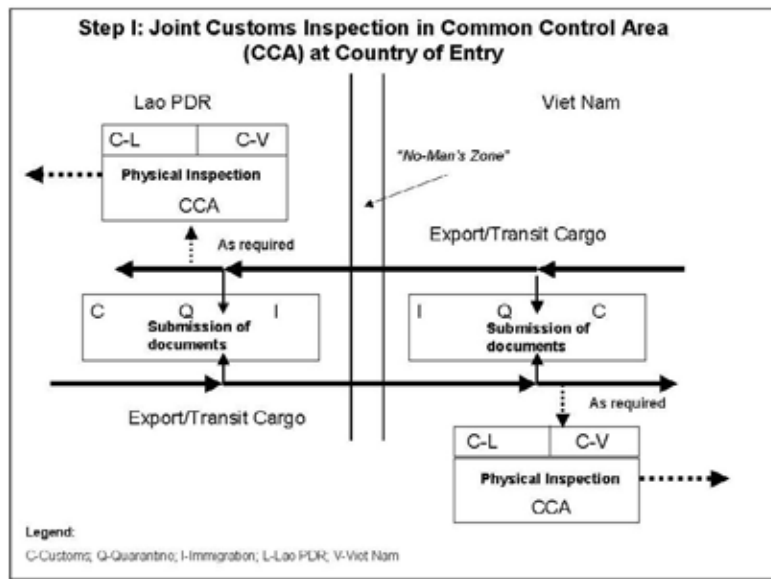 Step I: Joint Customs Inspection in Common Control Area
(CCA) at Country of Entry
Lao PDR
Viet Nam
C-L C-V
Physical Inspection
CCA
"No-Man's Zone"
As required
Export/Transit Cargo
C Q I
Submission of
documents
I Q C
Submission of
documents
Export/Transit Cargo
As required
C-L C-V
Physical Inspection
CCA
Legend:
C-Customs; Q-Quarantine; I-Immigration; L-Lao PDR; V-Viet Nam